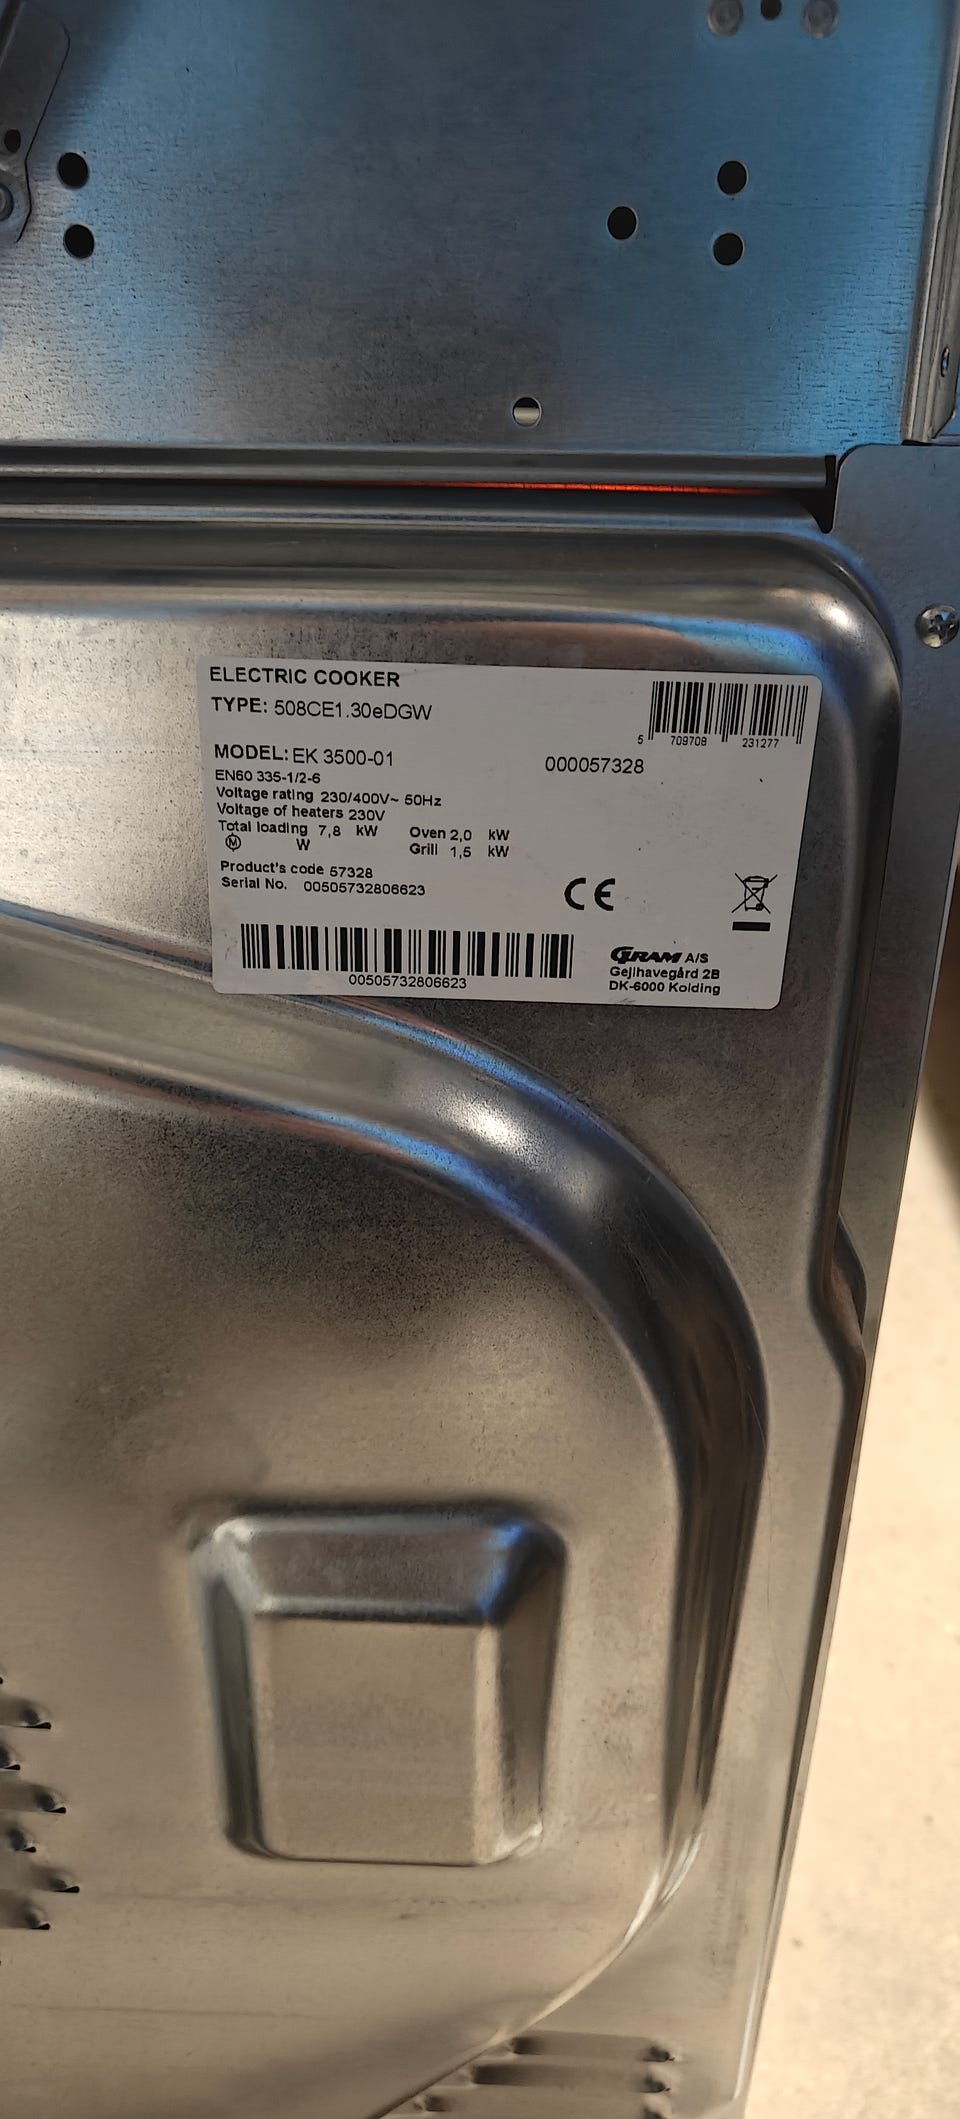 ELECTRIC COOKER
TYPE: 508CE1.30eDGW
5 709708 231277
MODEL: EK 3500-01
000057328
EN60 335-1/2-6
Voltage rating 230/400V~ 50Hz
Voltage of heaters 230V
Total loading 7,8 kW Oven 2,0 kW
M W Grill 1,5 kW
Product's code 57328
Serial No. 00505732806623
CE
00505732806623
GRAM A/S
Gejlhavegård 2B
DK-6000 Kolding